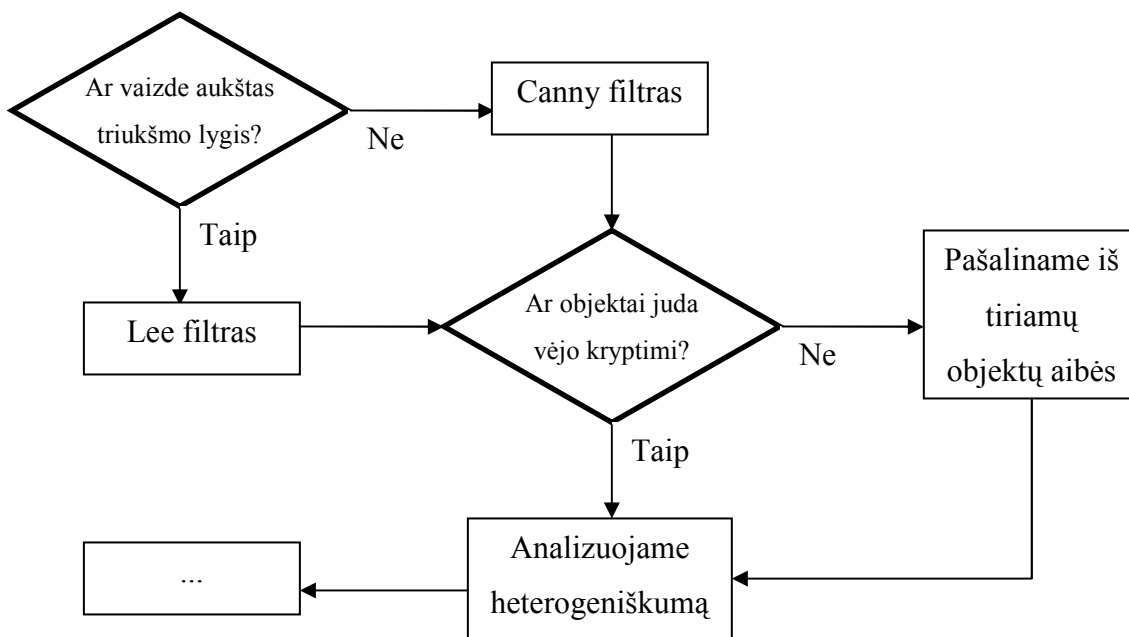 Ar vaizde aukštas
triukšmo lygis?
Ne
Canny filtras
Taip
Lee filtras
Ar objektai juda
vėjo kryptimi?
Ne
Pašaliname iš
tiriamų
objektų aibės
Taip
Analizuojame
heterogeniškumą
...